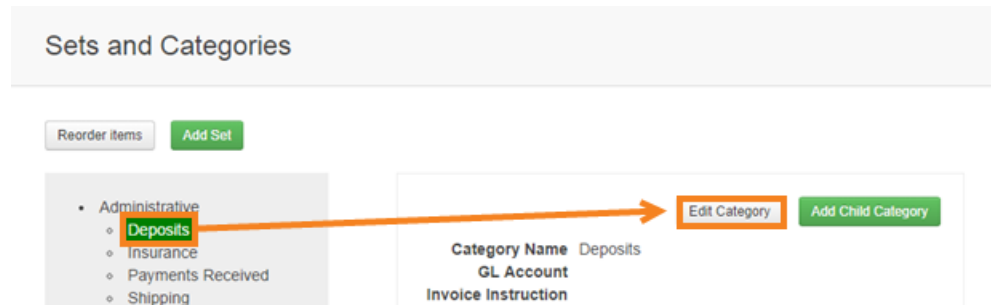 Sets and Categories
Reorder items
Add Set
Administrative
Deposits
Insurance
Payments Received
Shipping
Edit Category
Add Child Category
Category Name Deposits
GL Account
Invoice Instruction